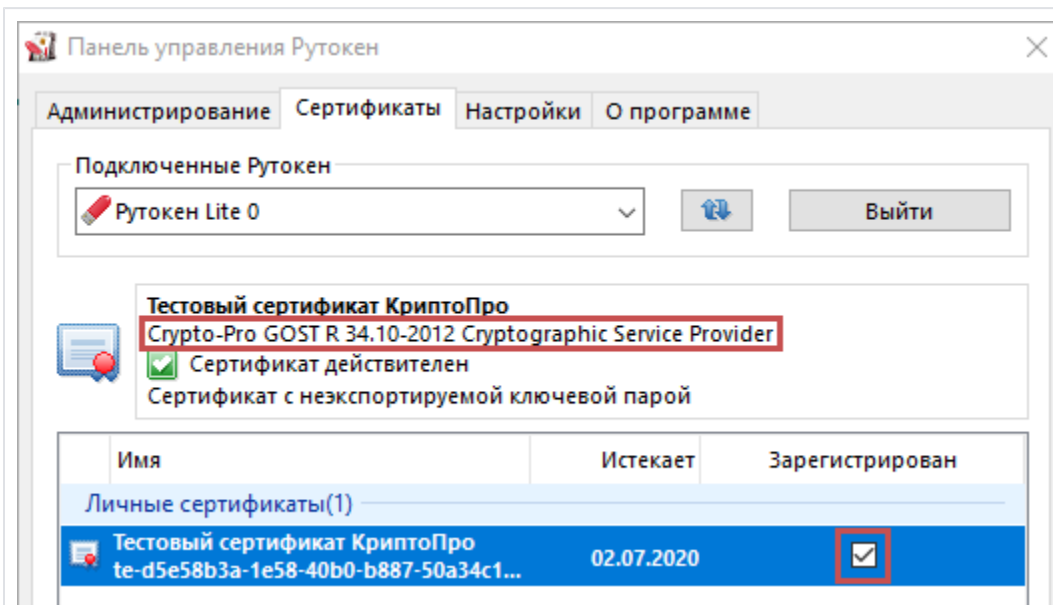 Панель управления Рутокен
Администрирование Сертификаты Настройки О программе
Подключенные Рутокен
Рутокен Lite 0 Выйти
Тестовый сертификат КриптоПро
Crypto-Pro GOST R 34.10-2012 Cryptographic Service Provider
Сертификат действителен
Сертификат с неэкспортируемой ключевой парой
Имя Истекает Зарегистрирован
Личные сертификаты(1)
Тестовый сертификат КриптоПро
te-d5e58b3a-1e58-40b0-b887-50a34c1... 02.07.2020